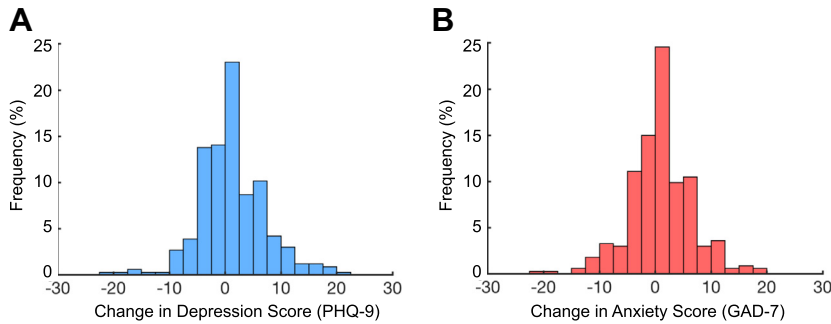 A
B
Frequency (%)
25
20
15
10
5
0
-30 -20 -10 0 10 20 30
Change in Depression Score (PHQ-9)
Frequency (%)
25
20
15
10
5
0
-30 -20 -10 0 10 20 30
Change in Anxiety Score (GAD-7)